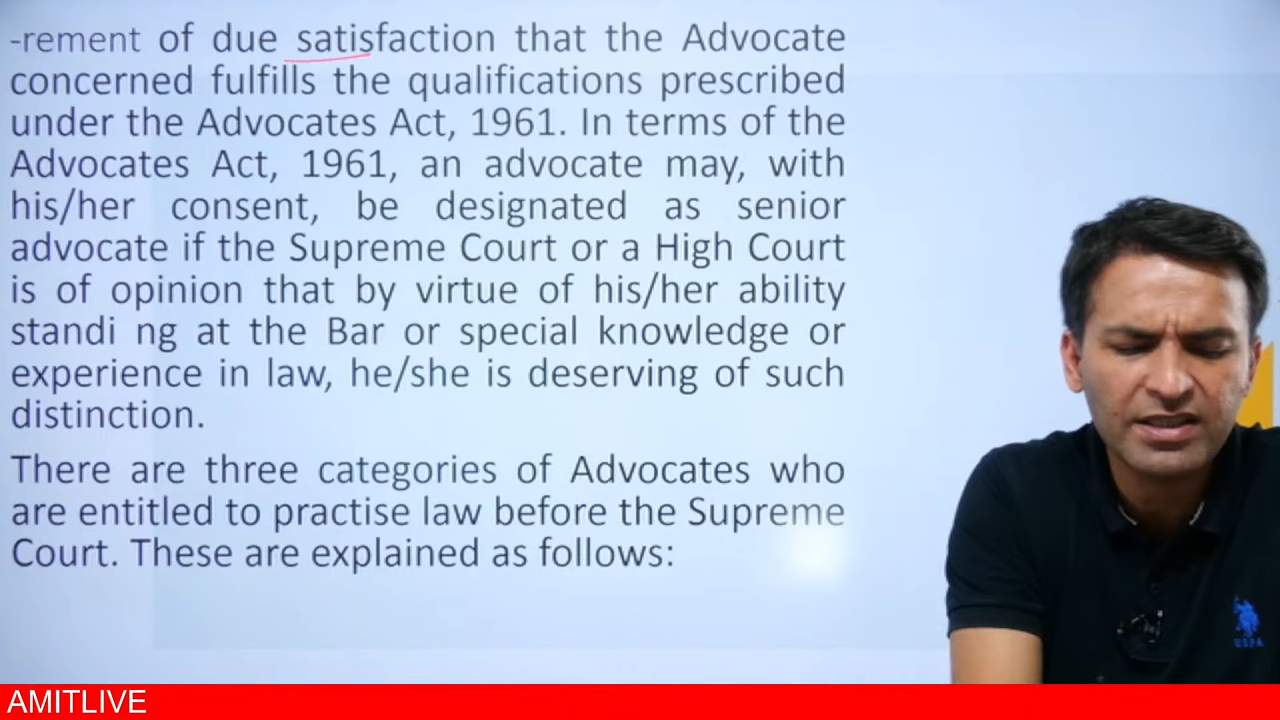 -rement of due satisfaction that the Advocate
concerned fulfills the qualifications prescribed
under the Advocates Act, 1961. In terms of the
Advocates Act, 1961, an advocate may, with
his/her consent, be designated as senior
advocate if the Supreme Court or a High Court
is of opinion that by virtue of his/her ability
standi ng at the Bar or special knowledge or
experience in law, he/she is deserving of such
distinction.
There are three categories of Advocates who
are entitled to practise law before the Supreme
Court. These are explained as follows:
USPA
AMITLIVE